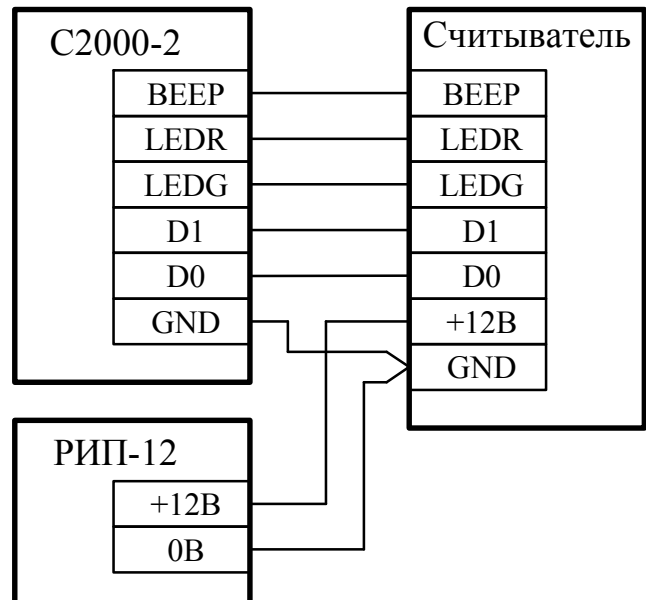 С2000-2
BEEP
LEDR
LEDG
D1
D0
GND
Считыватель
BEEP
LEDR
LEDG
D1
D0
+12В
GND
РИП-12
+12В
0В